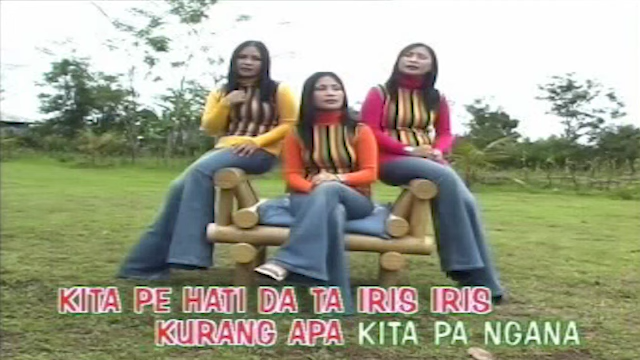 KITA PE HATI DA TA IRIS IRIS
KURANG APA KITA PA NGANA